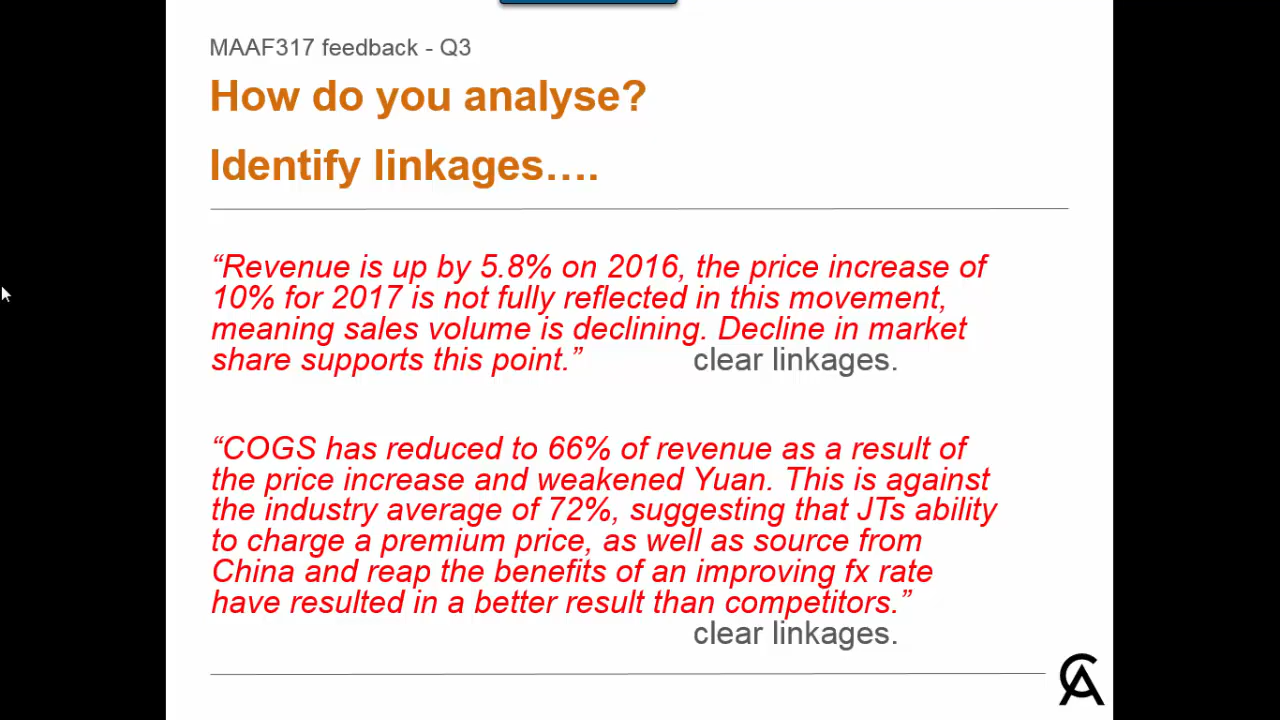 MAAF317 feedback - Q3
How do you analyse?
Identify linkages....
“Revenue is up by 5.8% on 2016, the price increase of
10% for 2017 is not fully reflected in this movement,
meaning sales volume is declining. Decline in market
share supports this point.” clear linkages.
“COGS has reduced to 66% of revenue as a result of
the price increase and weakened Yuan. This is against
the industry average of 72%, suggesting that JTs ability
to charge a premium price, as well as source from
China and reap the benefits of an improving fx rate
have resulted in a better result than competitors.”
clear linkages.
CA